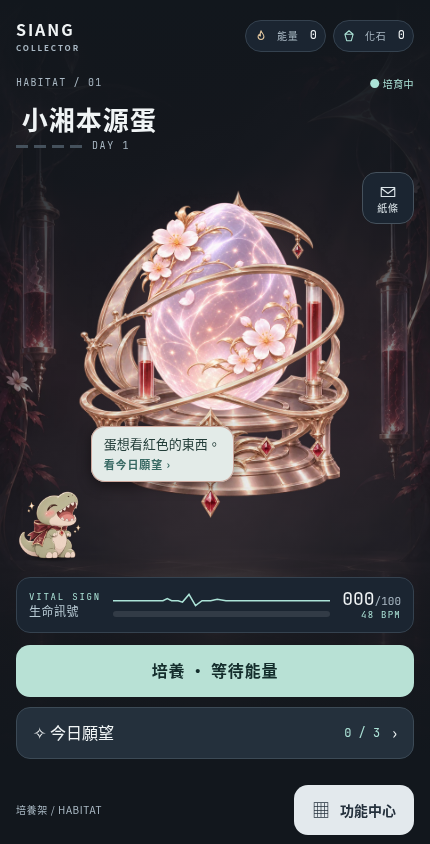 SIANG
COLLECTOR
能量 0
化石 0
HABITAT / 01
培育中
小湘本源蛋
DAY 1
紙條
蛋想看紅色的東西。
看今日願望 ›
VITAL SIGN
生命訊號
000/100
48 BPM
培養 · 等待能量
✧ 今日願望
0 / 3 ›
培養架 / HABITAT
功能中心